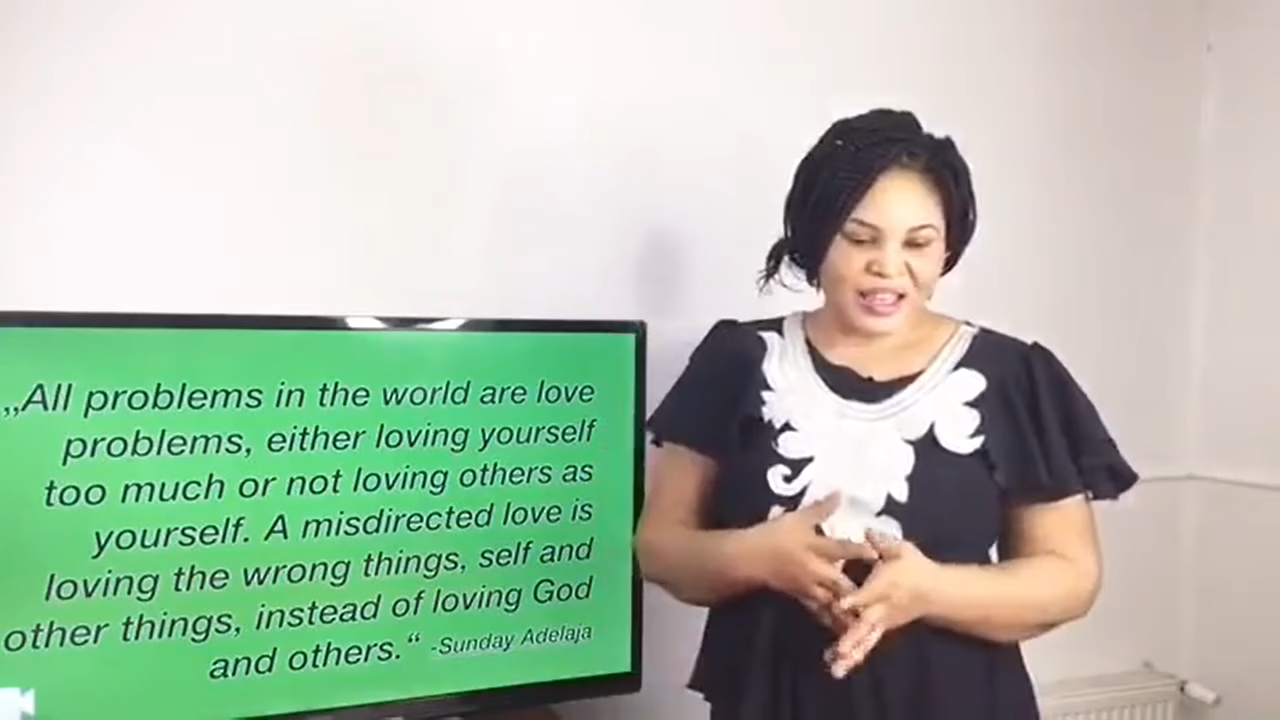 „All problems in the world are love
problems, either loving yourself
too much or not loving others as
yourself. A misdirected love is
loving the wrong things, self and
other things, instead of loving God
and others.“ -Sunday Adelaja